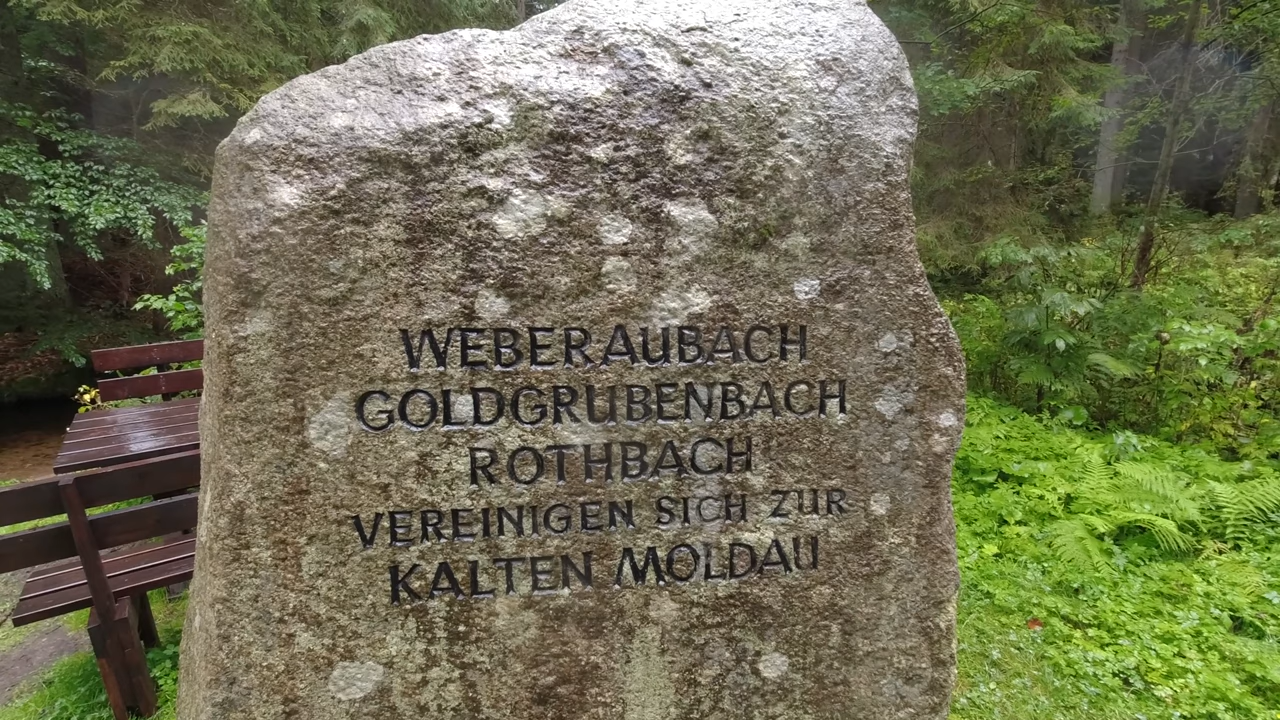 WEBERAUBACH
GOLDGRUBENBACH
ROTHBACH
VEREINIGEN SICH ZUR
KALTEN MOLDAU